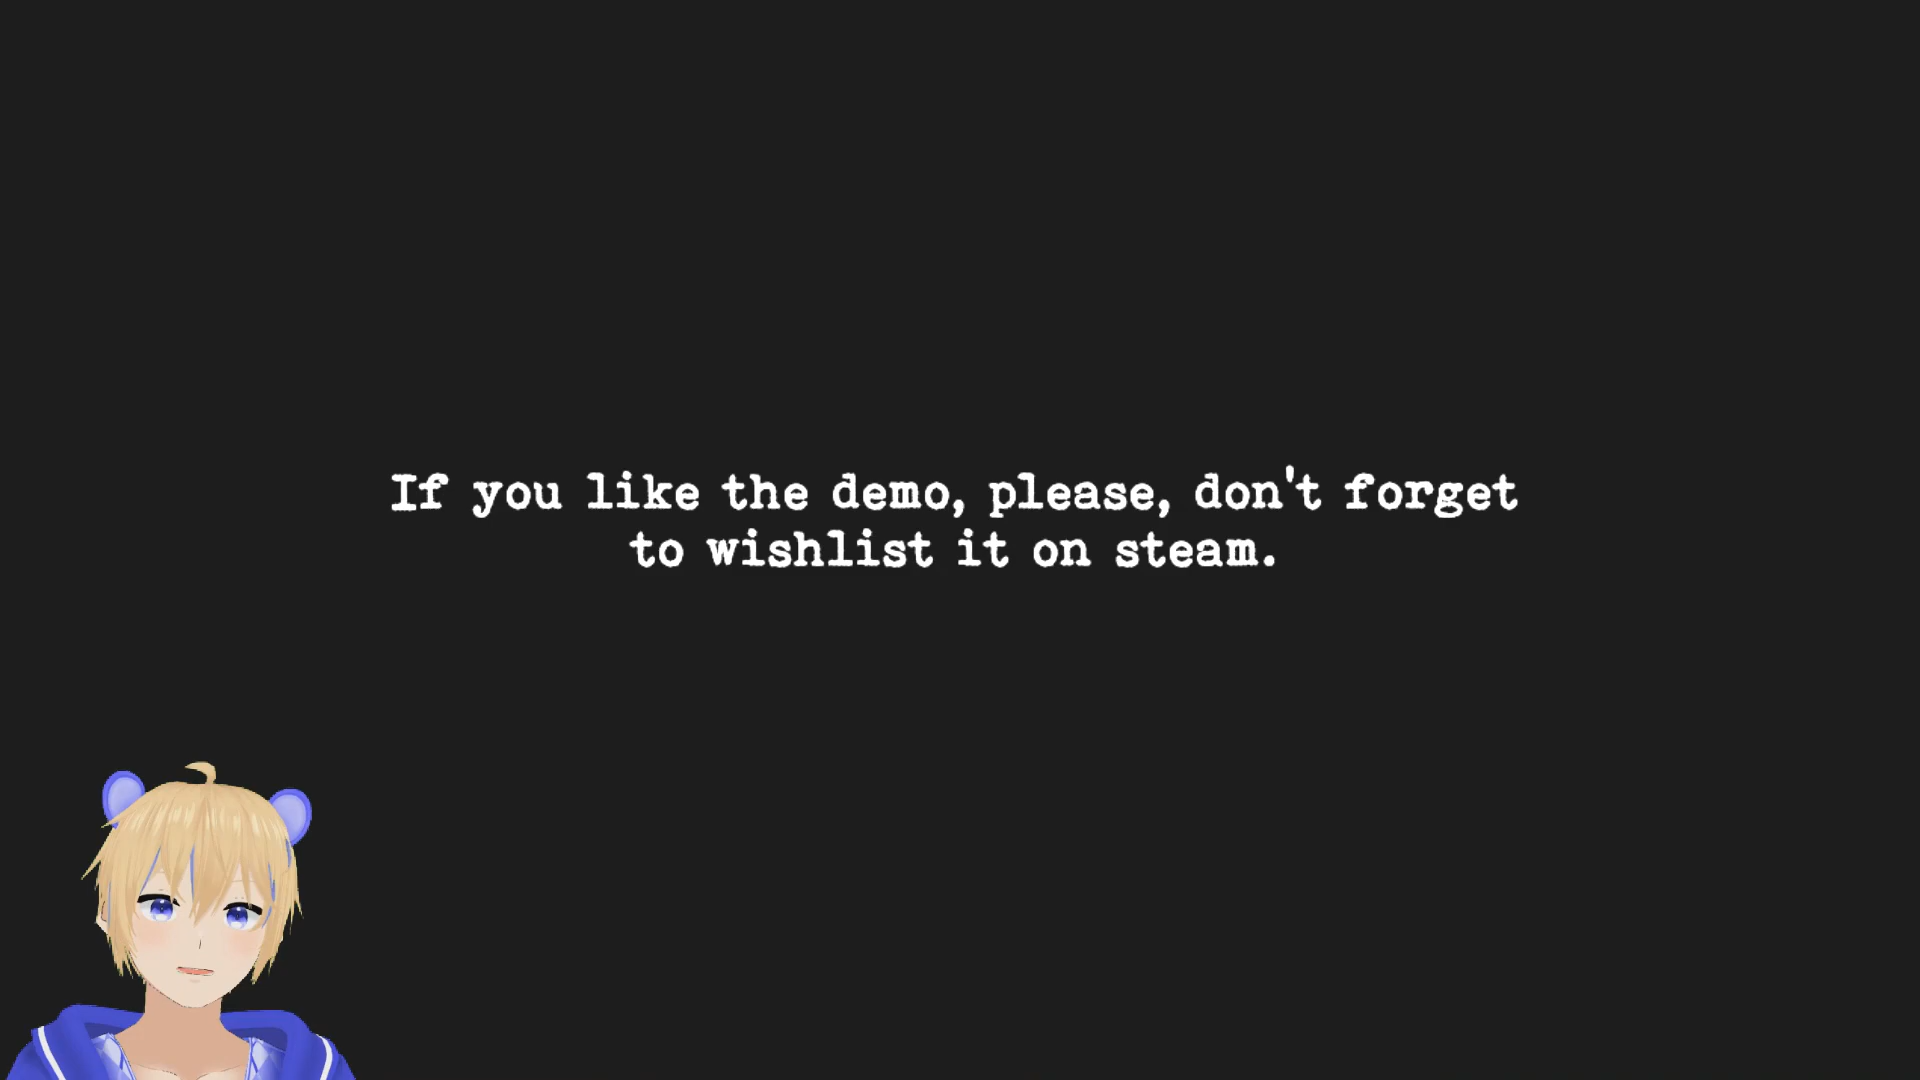 If you like the demo, please, don't forget
to wishlist it on steam.